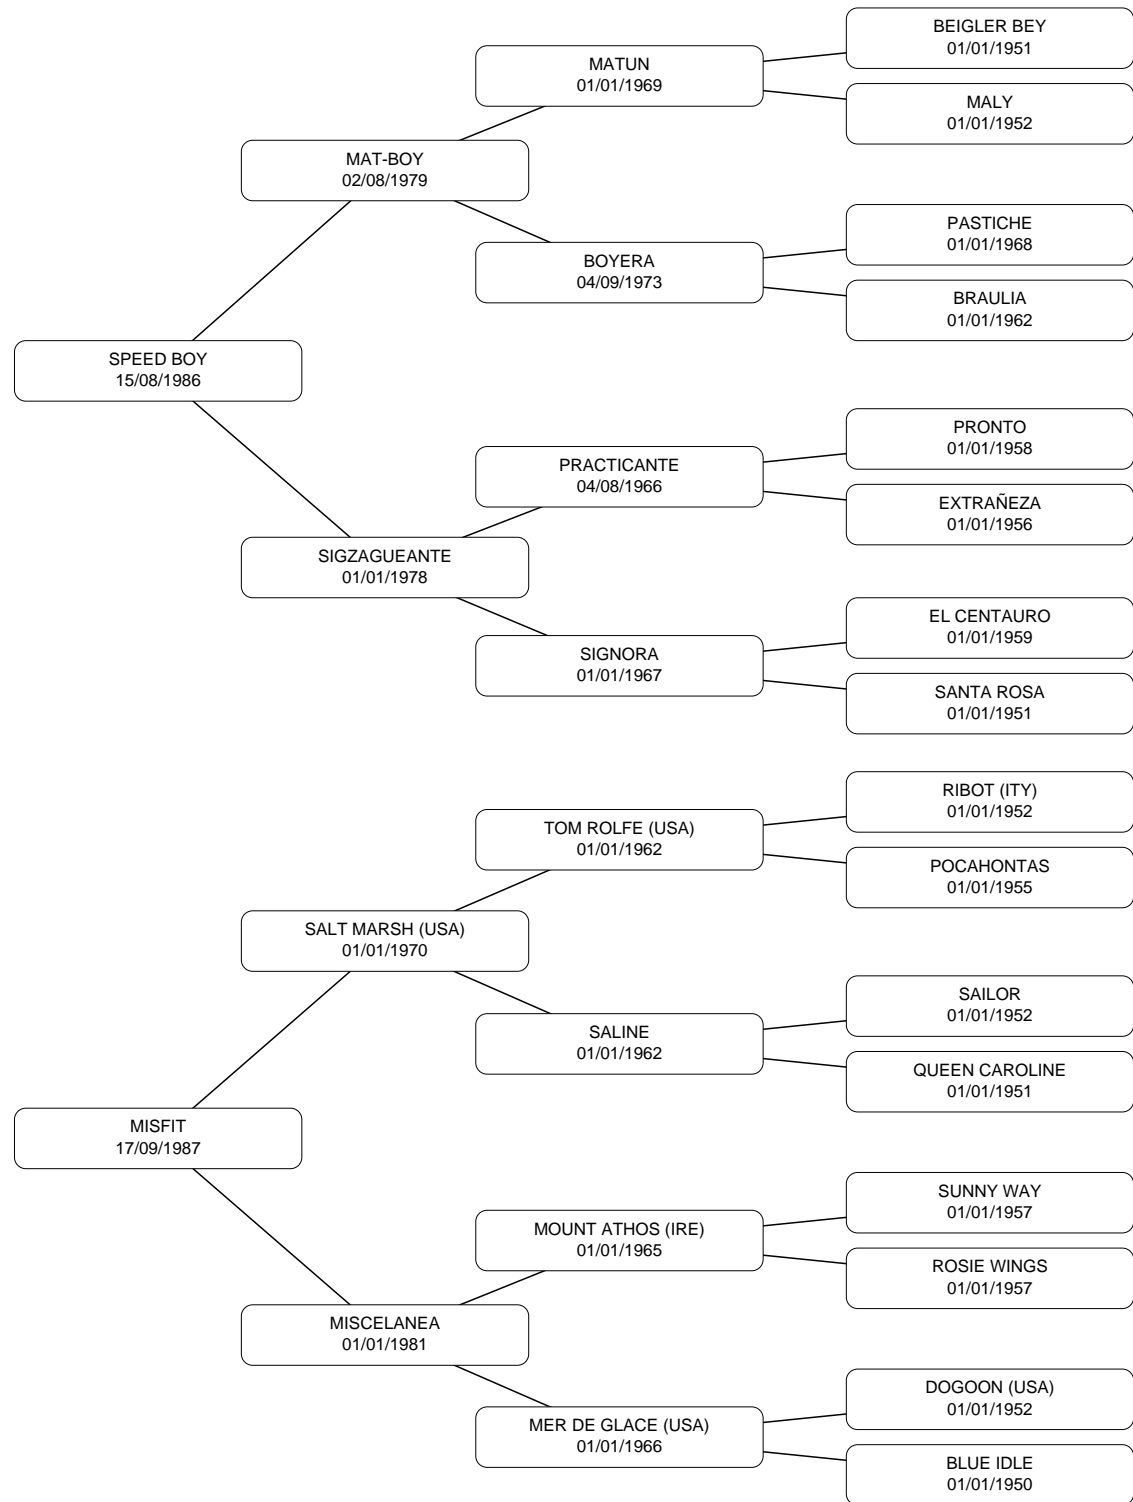 BEIGLER BEY
01/01/1951
MATUN
01/01/1969
MALY
01/01/1952
MAT-BOY
02/08/1979
PASTICHE
01/01/1968
BOYERA
04/09/1973
BRAULIA
01/01/1962
SPEED BOY
15/08/1986
PRONTO
01/01/1958
PRACTICANTE
04/08/1966
EXTRAÑEZA
01/01/1956
SIGZAGUEANTE
01/01/1978
EL CENTAURO
01/01/1959
SIGNORA
01/01/1967
SANTA ROSA
01/01/1951
RIBOT (ITY)
01/01/1952
TOM ROLFE (USA)
01/01/1962
POCAHONTAS
01/01/1955
SALT MARSH (USA)
01/01/1970
SAILOR
01/01/1952
SALINE
01/01/1962
QUEEN CAROLINE
01/01/1951
MISFIT
17/09/1987
SUNNY WAY
01/01/1957
MOUNT ATHOS (IRE)
01/01/1965
ROSIE WINGS
01/01/1957
MISCELANEA
01/01/1981
DOGOON (USA)
01/01/1952
MER DE GLACE (USA)
01/01/1966
BLUE IDLE
01/01/1950